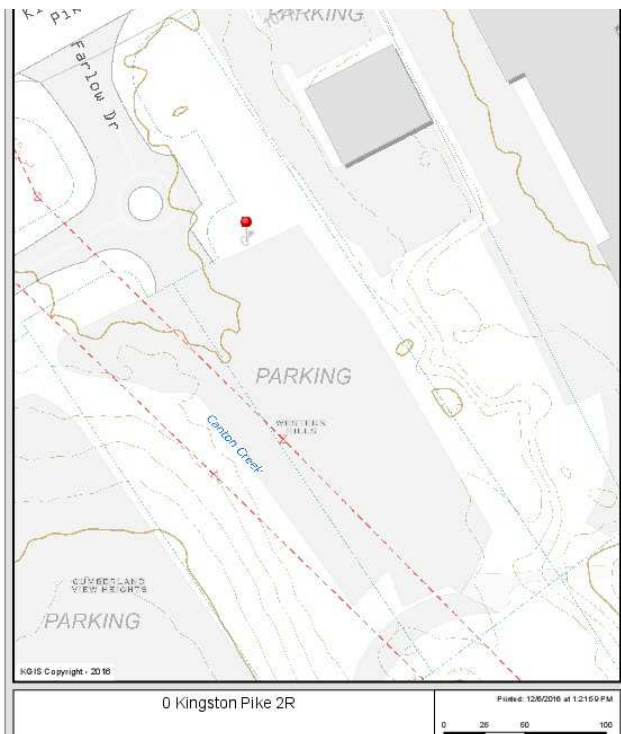 PARKING
Farlow Dr
PARKING
WESTERN
HILLS
Canton Creek
CUMBERLAND
VIEW HEIGHTS
PARKING
KGIS Copyright - 2016
0 Kingston Pike 2R
Printed: 12/6/2016 at 1:21:59 PM
0 25 50 100